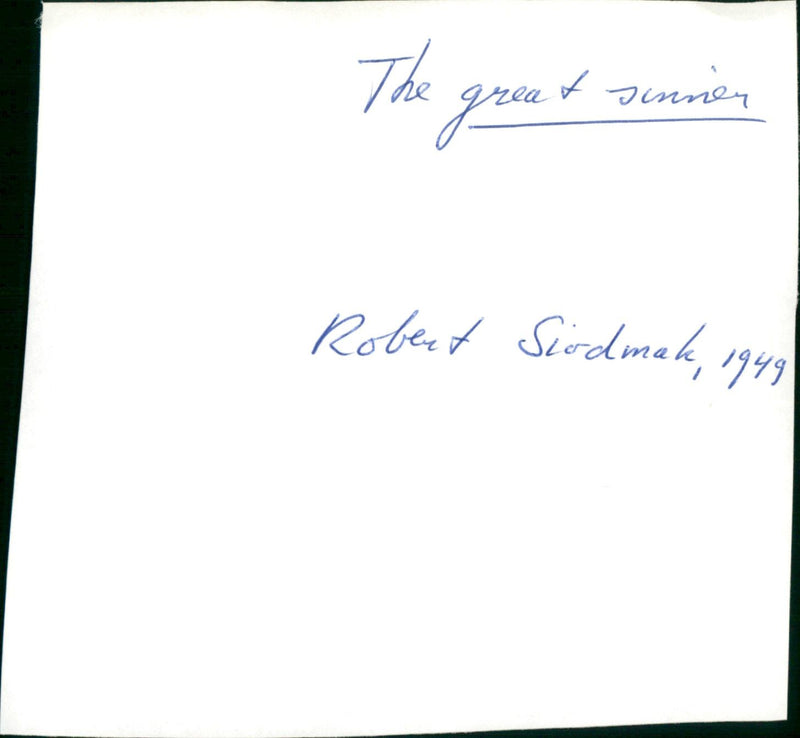 The great sinner
Robert Siodmak, 1949